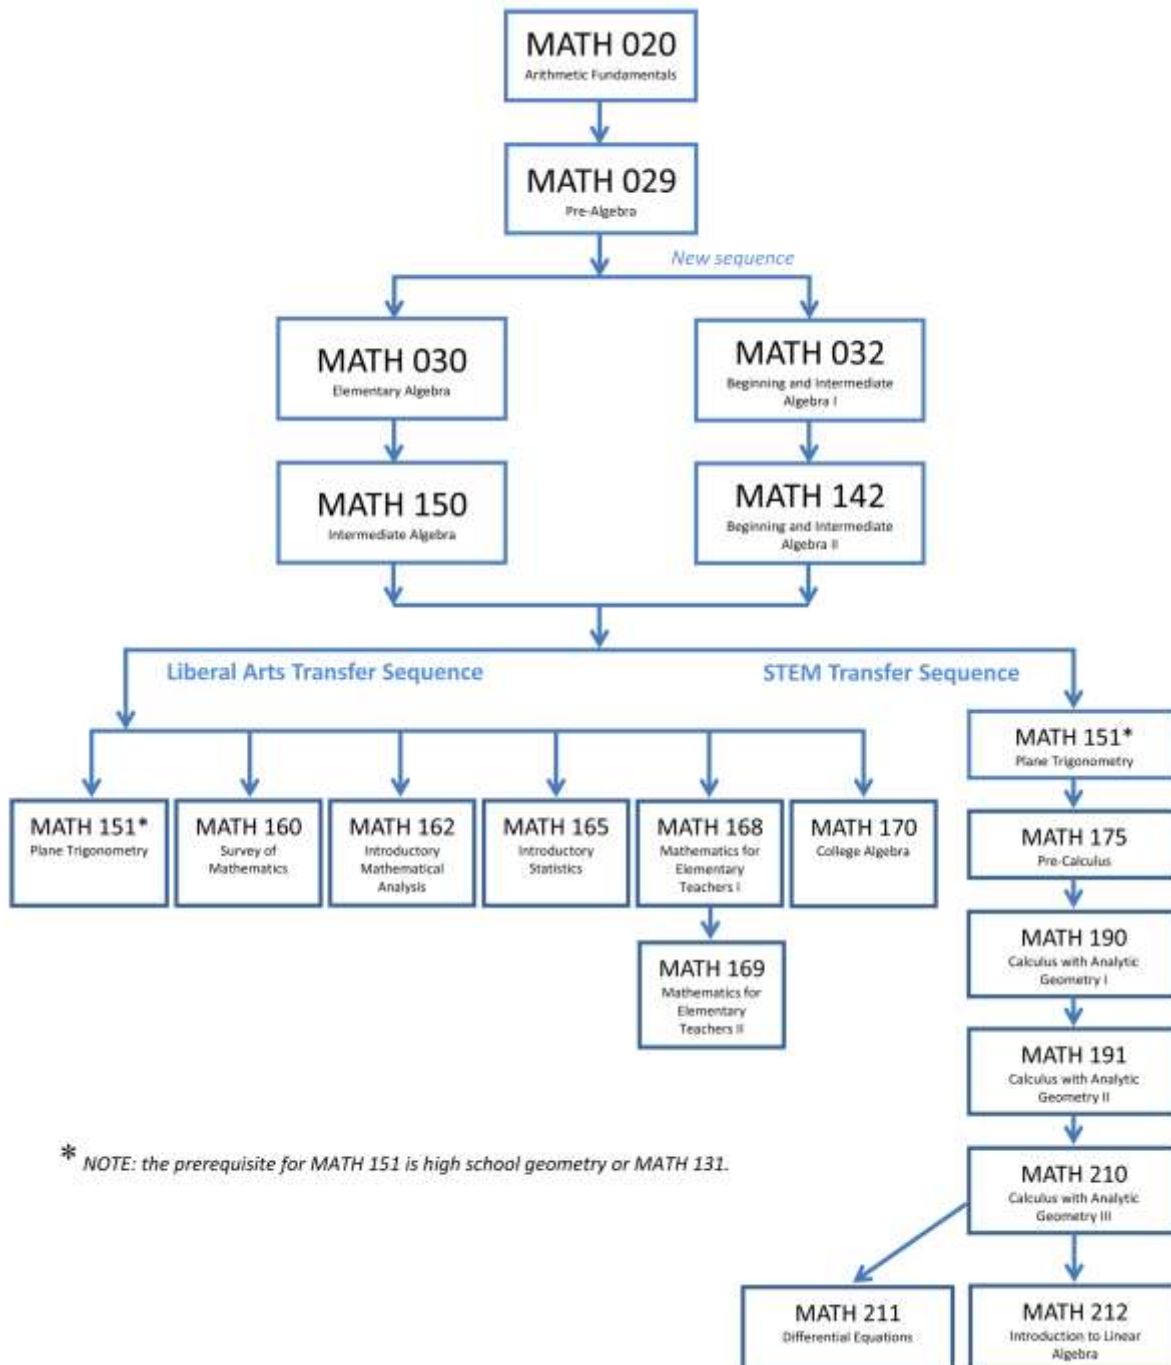 MATH 020
Arithmetic Fundamentals
MATH 029
Pre-Algebra
New sequence
MATH 030
Elementary Algebra
MATH 032
Beginning and Intermediate
Algebra I
MATH 150
Intermediate Algebra
MATH 142
Beginning and Intermediate
Algebra II
Liberal Arts Transfer Sequence
STEM Transfer Sequence
MATH 151*
Plane Trigonometry
MATH 160
Survey of
Mathematics
MATH 162
Introductory
Mathematical
Analysis
MATH 165
Introductory
Statistics
MATH 168
Mathematics for
Elementary
Teachers I
MATH 170
College Algebra
MATH 169
Mathematics for
Elementary
Teachers II
MATH 151*
Plane Trigonometry
MATH 175
Pre-Calculus
MATH 190
Calculus with Analytic
Geometry I
MATH 191
Calculus with Analytic
Geometry II
MATH 210
Calculus with Analytic
Geometry III
* NOTE: the prerequisite for MATH 151 is high school geometry or MATH 131.
MATH 211
Differential Equations
MATH 212
Introduction to Linear
Algebra